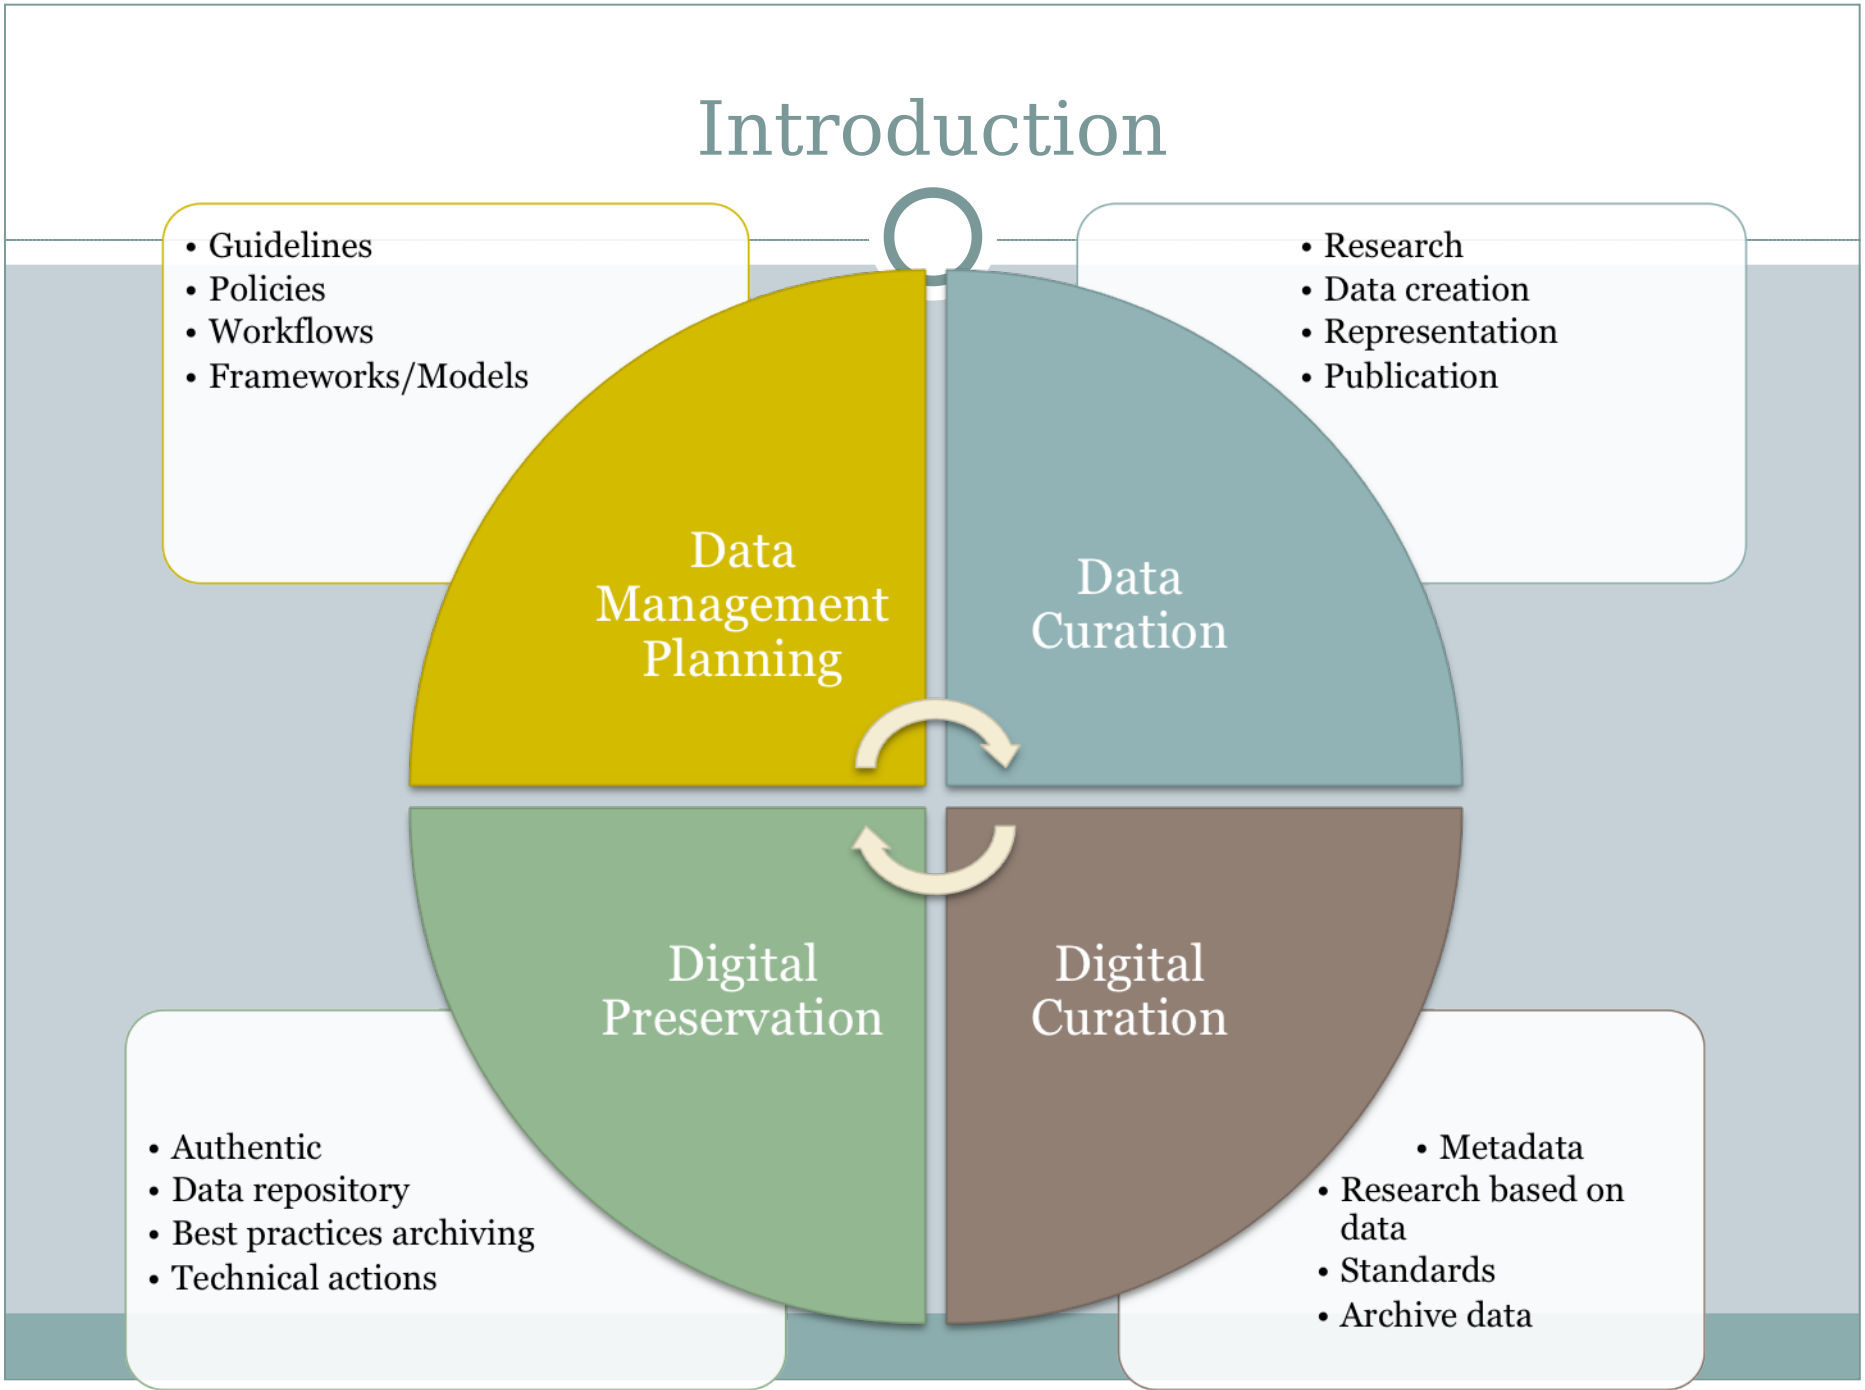 Introduction
• Guidelines
• Policies
• Workflows
• Frameworks/Models
• Research
• Data creation
• Representation
• Publication
Data
Management
Planning
Data
Curation
Digital
Preservation
Digital
Curation
• Authentic
• Data repository
• Best practices archiving
• Technical actions
• Metadata
• Research based on
data
• Standards
• Archive data